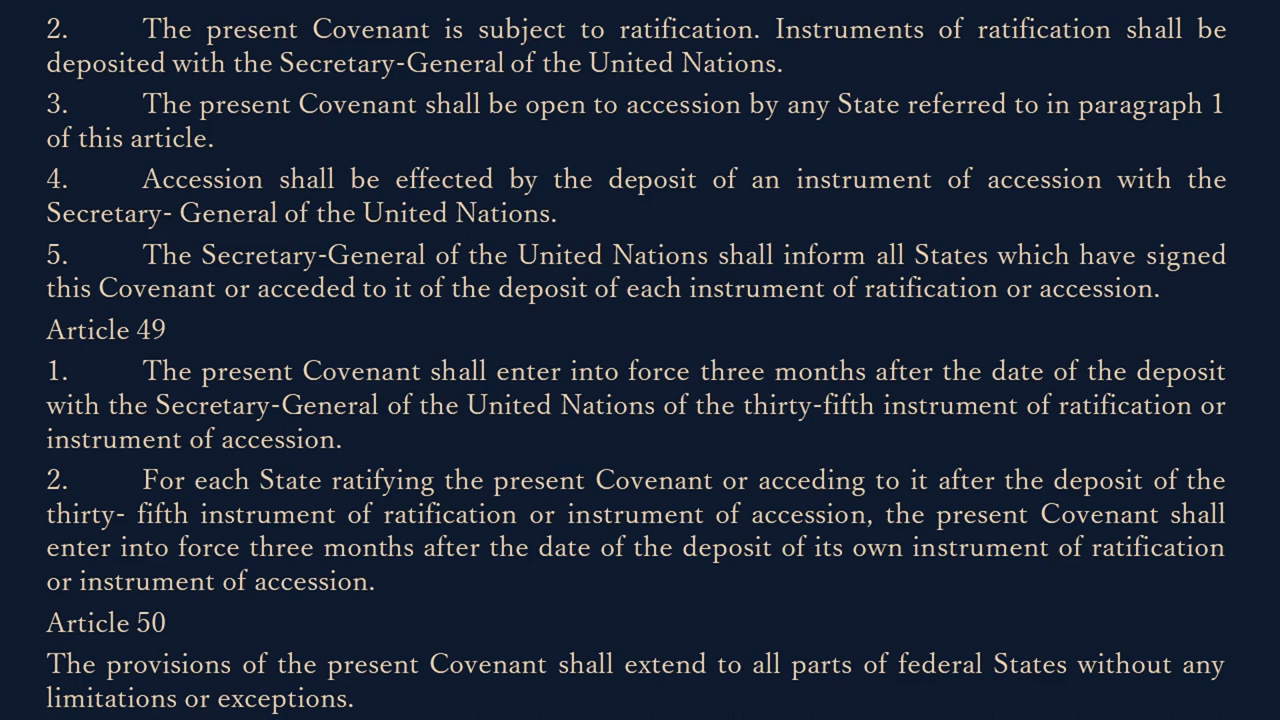 2. The present Covenant is subject to ratification. Instruments of ratification shall be
deposited with the Secretary-General of the United Nations.
3. The present Covenant shall be open to accession by any State referred to in paragraph 1
of this article.
4. Accession shall be effected by the deposit of an instrument of accession with the
Secretary- General of the United Nations.
5. The Secretary-General of the United Nations shall inform all States which have signed
this Covenant or acceded to it of the deposit of each instrument of ratification or accession.
Article 49
1. The present Covenant shall enter into force three months after the date of the deposit
with the Secretary-General of the United Nations of the thirty-fifth instrument of ratification or
instrument of accession.
2. For each State ratifying the present Covenant or acceding to it after the deposit of the
thirty- fifth instrument of ratification or instrument of accession, the present Covenant shall
enter into force three months after the date of the deposit of its own instrument of ratification
or instrument of accession.
Article 50
The provisions of the present Covenant shall extend to all parts of federal States without any
limitations or exceptions.